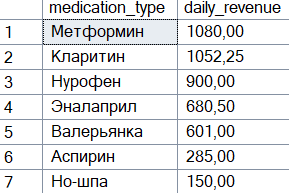 medication_type daily_revenue
1 Метформин 1080,00
2 Кларитин 1052,25
3 Нурофен 900,00
4 Эналаприл 680,50
5 Валерьянка 601,00
6 Аспирин 285,00
7 Но-шпа 150,00